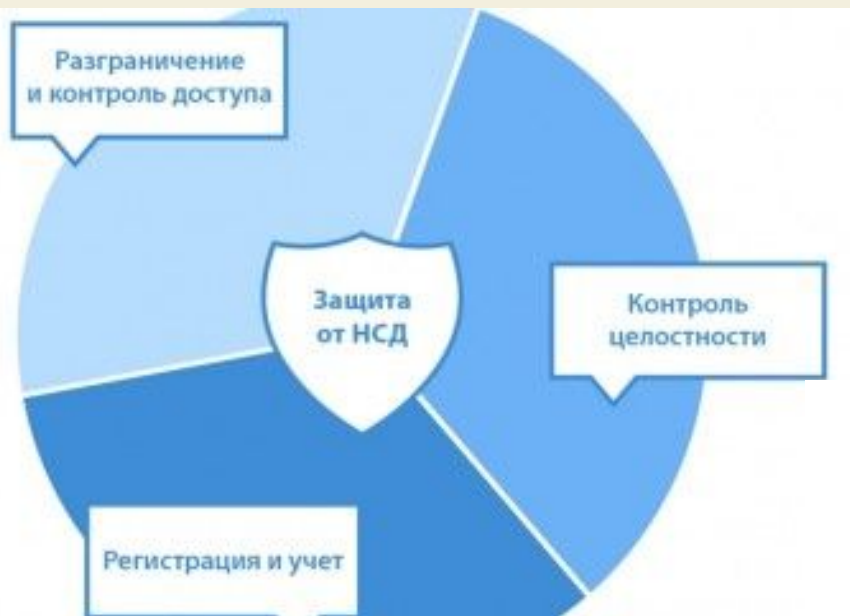 Разграничение
и контроль доступа
Защита
от НСД
Контроль
целостности
Регистрация и учет